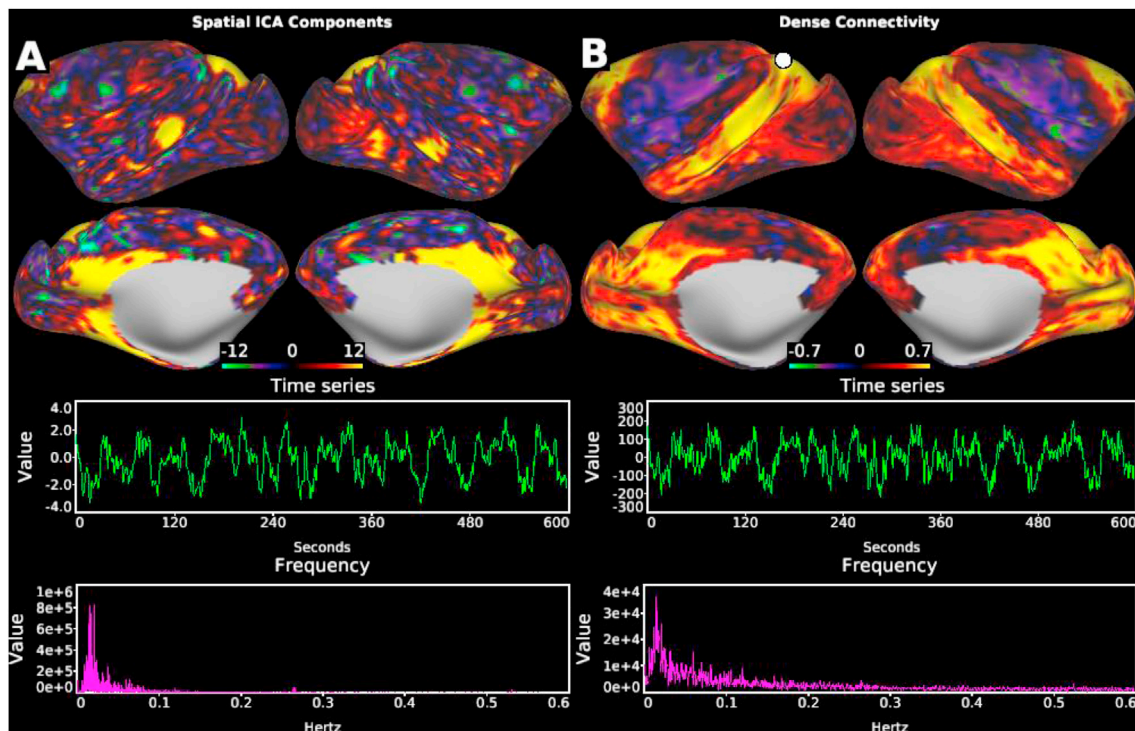 Spatial ICA Components
Dense Connectivity
A
B
-12 0 12
-0.7 0 0.7
Time series
Time series
4.0
2.0
0.0
-2.0
-4.0
Value
0 120 240 360 480 600
Seconds
300
200
100
0
-100
-200
-300
Value
0 120 240 360 480 600
Seconds
Frequency
Frequency
1e+6
8e+5
6e+5
4e+5
2e+5
0e+0
Value
0 0.1 0.2 0.3 0.4 0.5 0.6
Hertz
4e+4
3e+4
2e+4
1e+4
0e+0
Value
0 0.1 0.2 0.3 0.4 0.5 0.6
Hertz